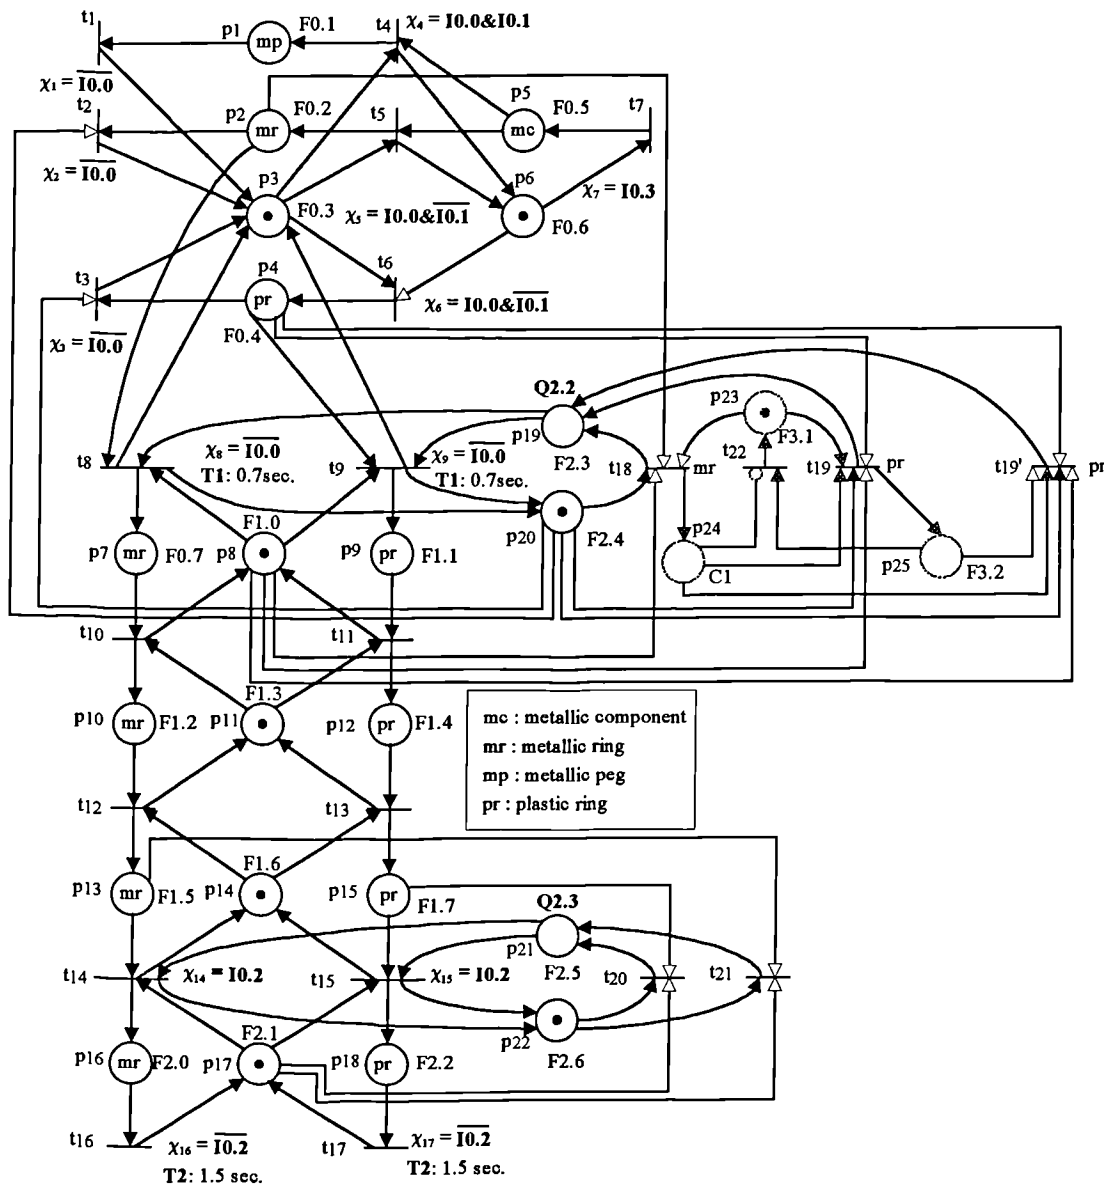 t1
p1
mp
F0.1
t4
χ4 = I0.0&I0.1
χ1 = I̅0̅.̅0̅
t2
p2
mr
F0.2
t5
p5
mc
F0.5
t7
χ2 = I̅0̅.̅0̅
p3
F0.3
χ5 = I0.0&I̅0̅.̅1̅
p6
F0.6
χ7 = I0.3
t3
p4
pr
F0.4
t6
χ6 = I0.0&I̅0̅.̅1̅
χ3 = I̅0̅.̅0̅
Q2.2
p19
F2.3
p23
F3.1
t8
χ8 = I̅0̅.̅0̅
T1: 0.7sec.
t9
χ9 = I̅0̅.̅0̅
T1: 0.7sec.
t18
mr
t22
t19
pr
t19'
pr
p7
mr
F0.7
F1.0
p8
p9
pr
F1.1
p20
F2.4
p24
C1
p25
F3.2
t10
t11
p10
mr
F1.2
F1.3
p11
p12
pr
F1.4
mc : metallic component
mr : metallic ring
mp : metallic peg
pr : plastic ring
t12
t13
p13
mr
F1.5
F1.6
p14
p15
pr
F1.7
Q2.3
p21
F2.5
t14
χ14 = I0.2
t15
χ15 = I0.2
t20
t21
p22
F2.6
p16
mr
F2.0
F2.1
p17
p18
pr
F2.2
t16
χ16 = I̅0̅.̅2̅
T2: 1.5 sec.
t17
χ17 = I̅0̅.̅2̅
T2: 1.5 sec.